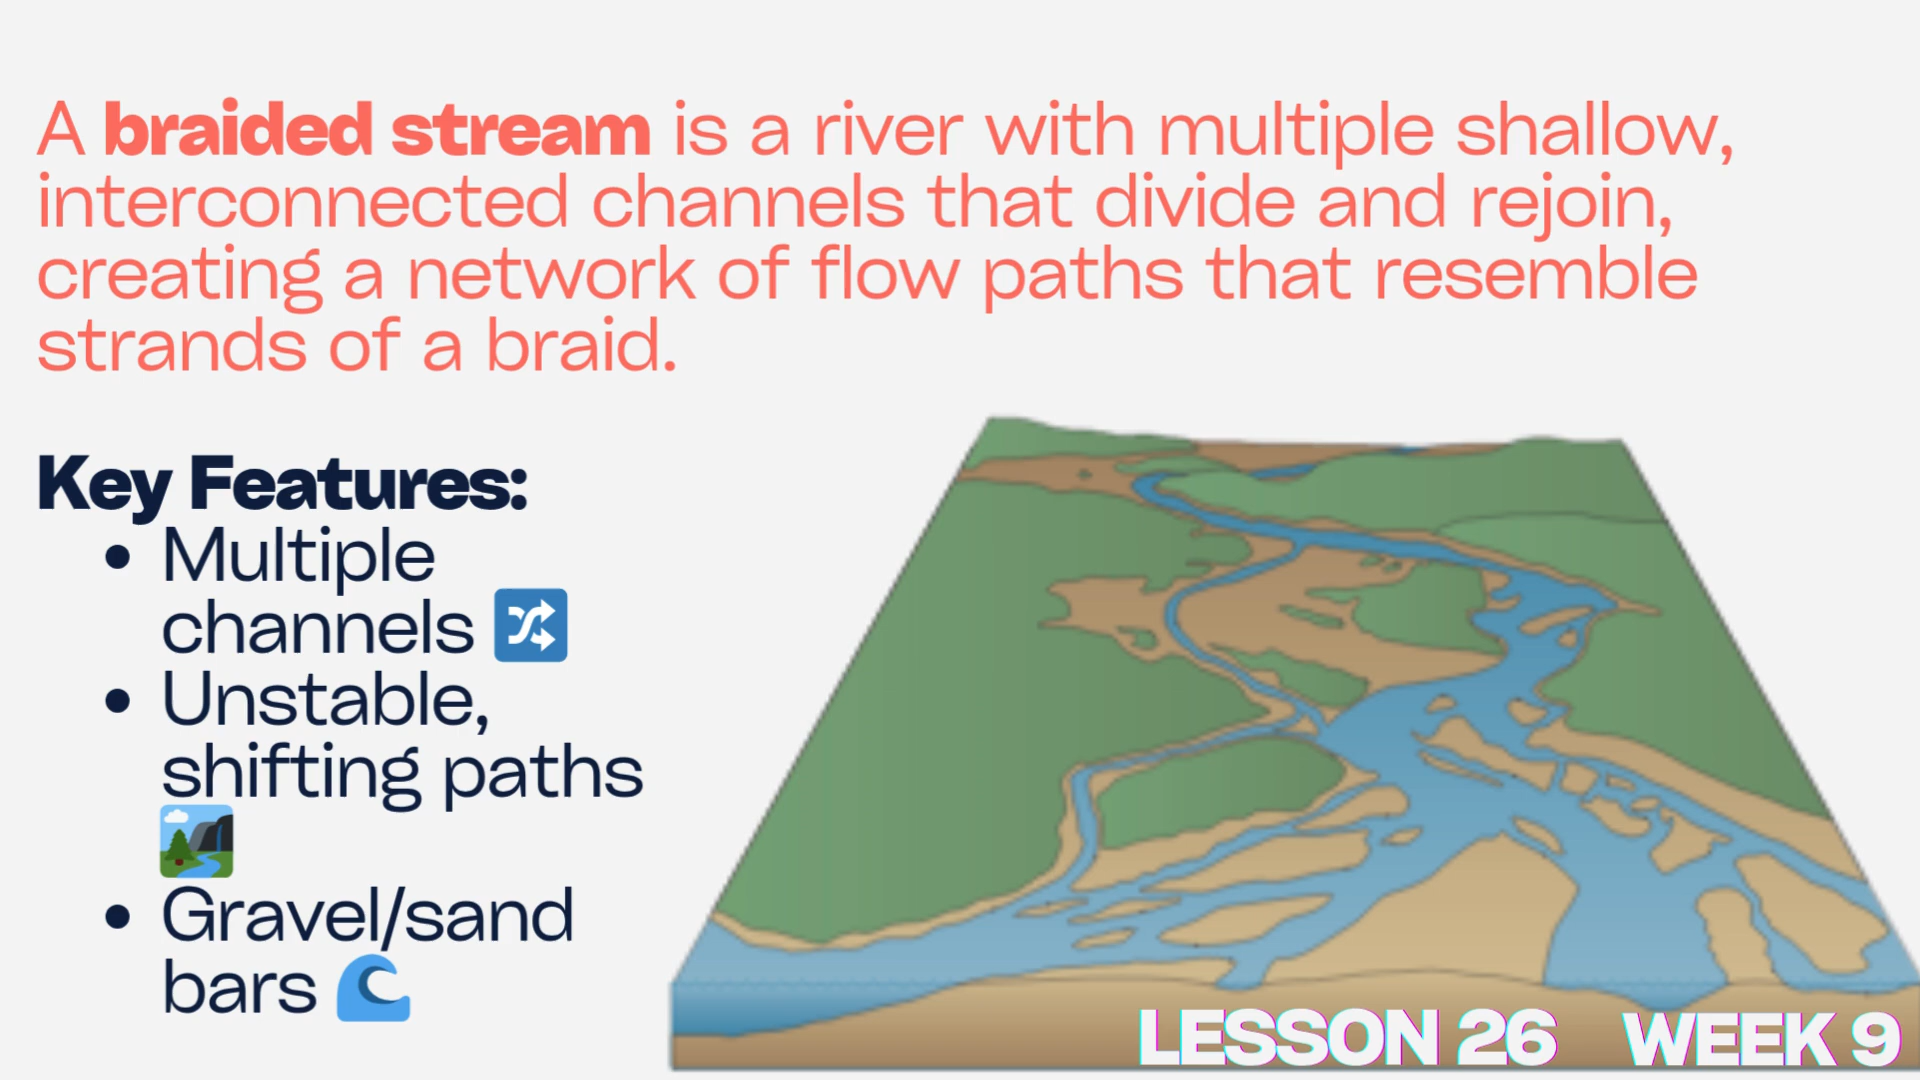 A braided stream is a river with multiple shallow,
interconnected channels that divide and rejoin,
creating a network of flow paths that resemble
strands of a braid.
Key Features:
• Multiple
channels 🔀
• Unstable,
shifting paths
🏞️
• Gravel/sand
bars 🌊
LESSON 26 WEEK 9